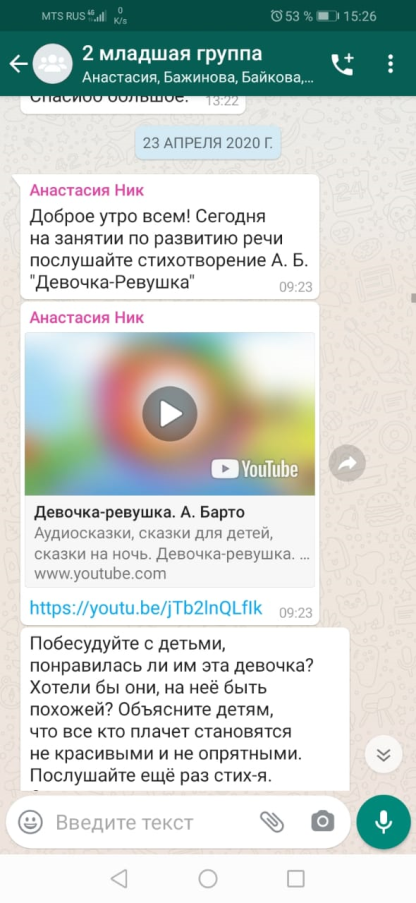 MTS RUS 4G 0 K/s 53 % 15:26
2 младшая группа
Анастасия, Бажинова, Байкова,...
Спасибо большое. 13:22
23 АПРЕЛЯ 2020 Г.
Анастасия Ник
Доброе утро всем! Сегодня
на занятии по развитию речи
послушайте стихотворение А. Б.
"Девочка-Ревушка" 09:23
Анастасия Ник
YouTube
Девочка-ревушка. А. Барто
Аудиосказки, сказки для детей,
сказки на ночь. Девочка-ревушка. ...
www.youtube.com
https://youtu.be/jTb2lnQLfIk 09:23
Побесудуйте с детьми,
понравилась ли им эта девочка?
Хотели бы они, на неё быть
похожей? Объясните детям,
что все кто плачет становятся
не красивыми и не опрятными.
Послушайте ещё раз стих-я.
Введите текст